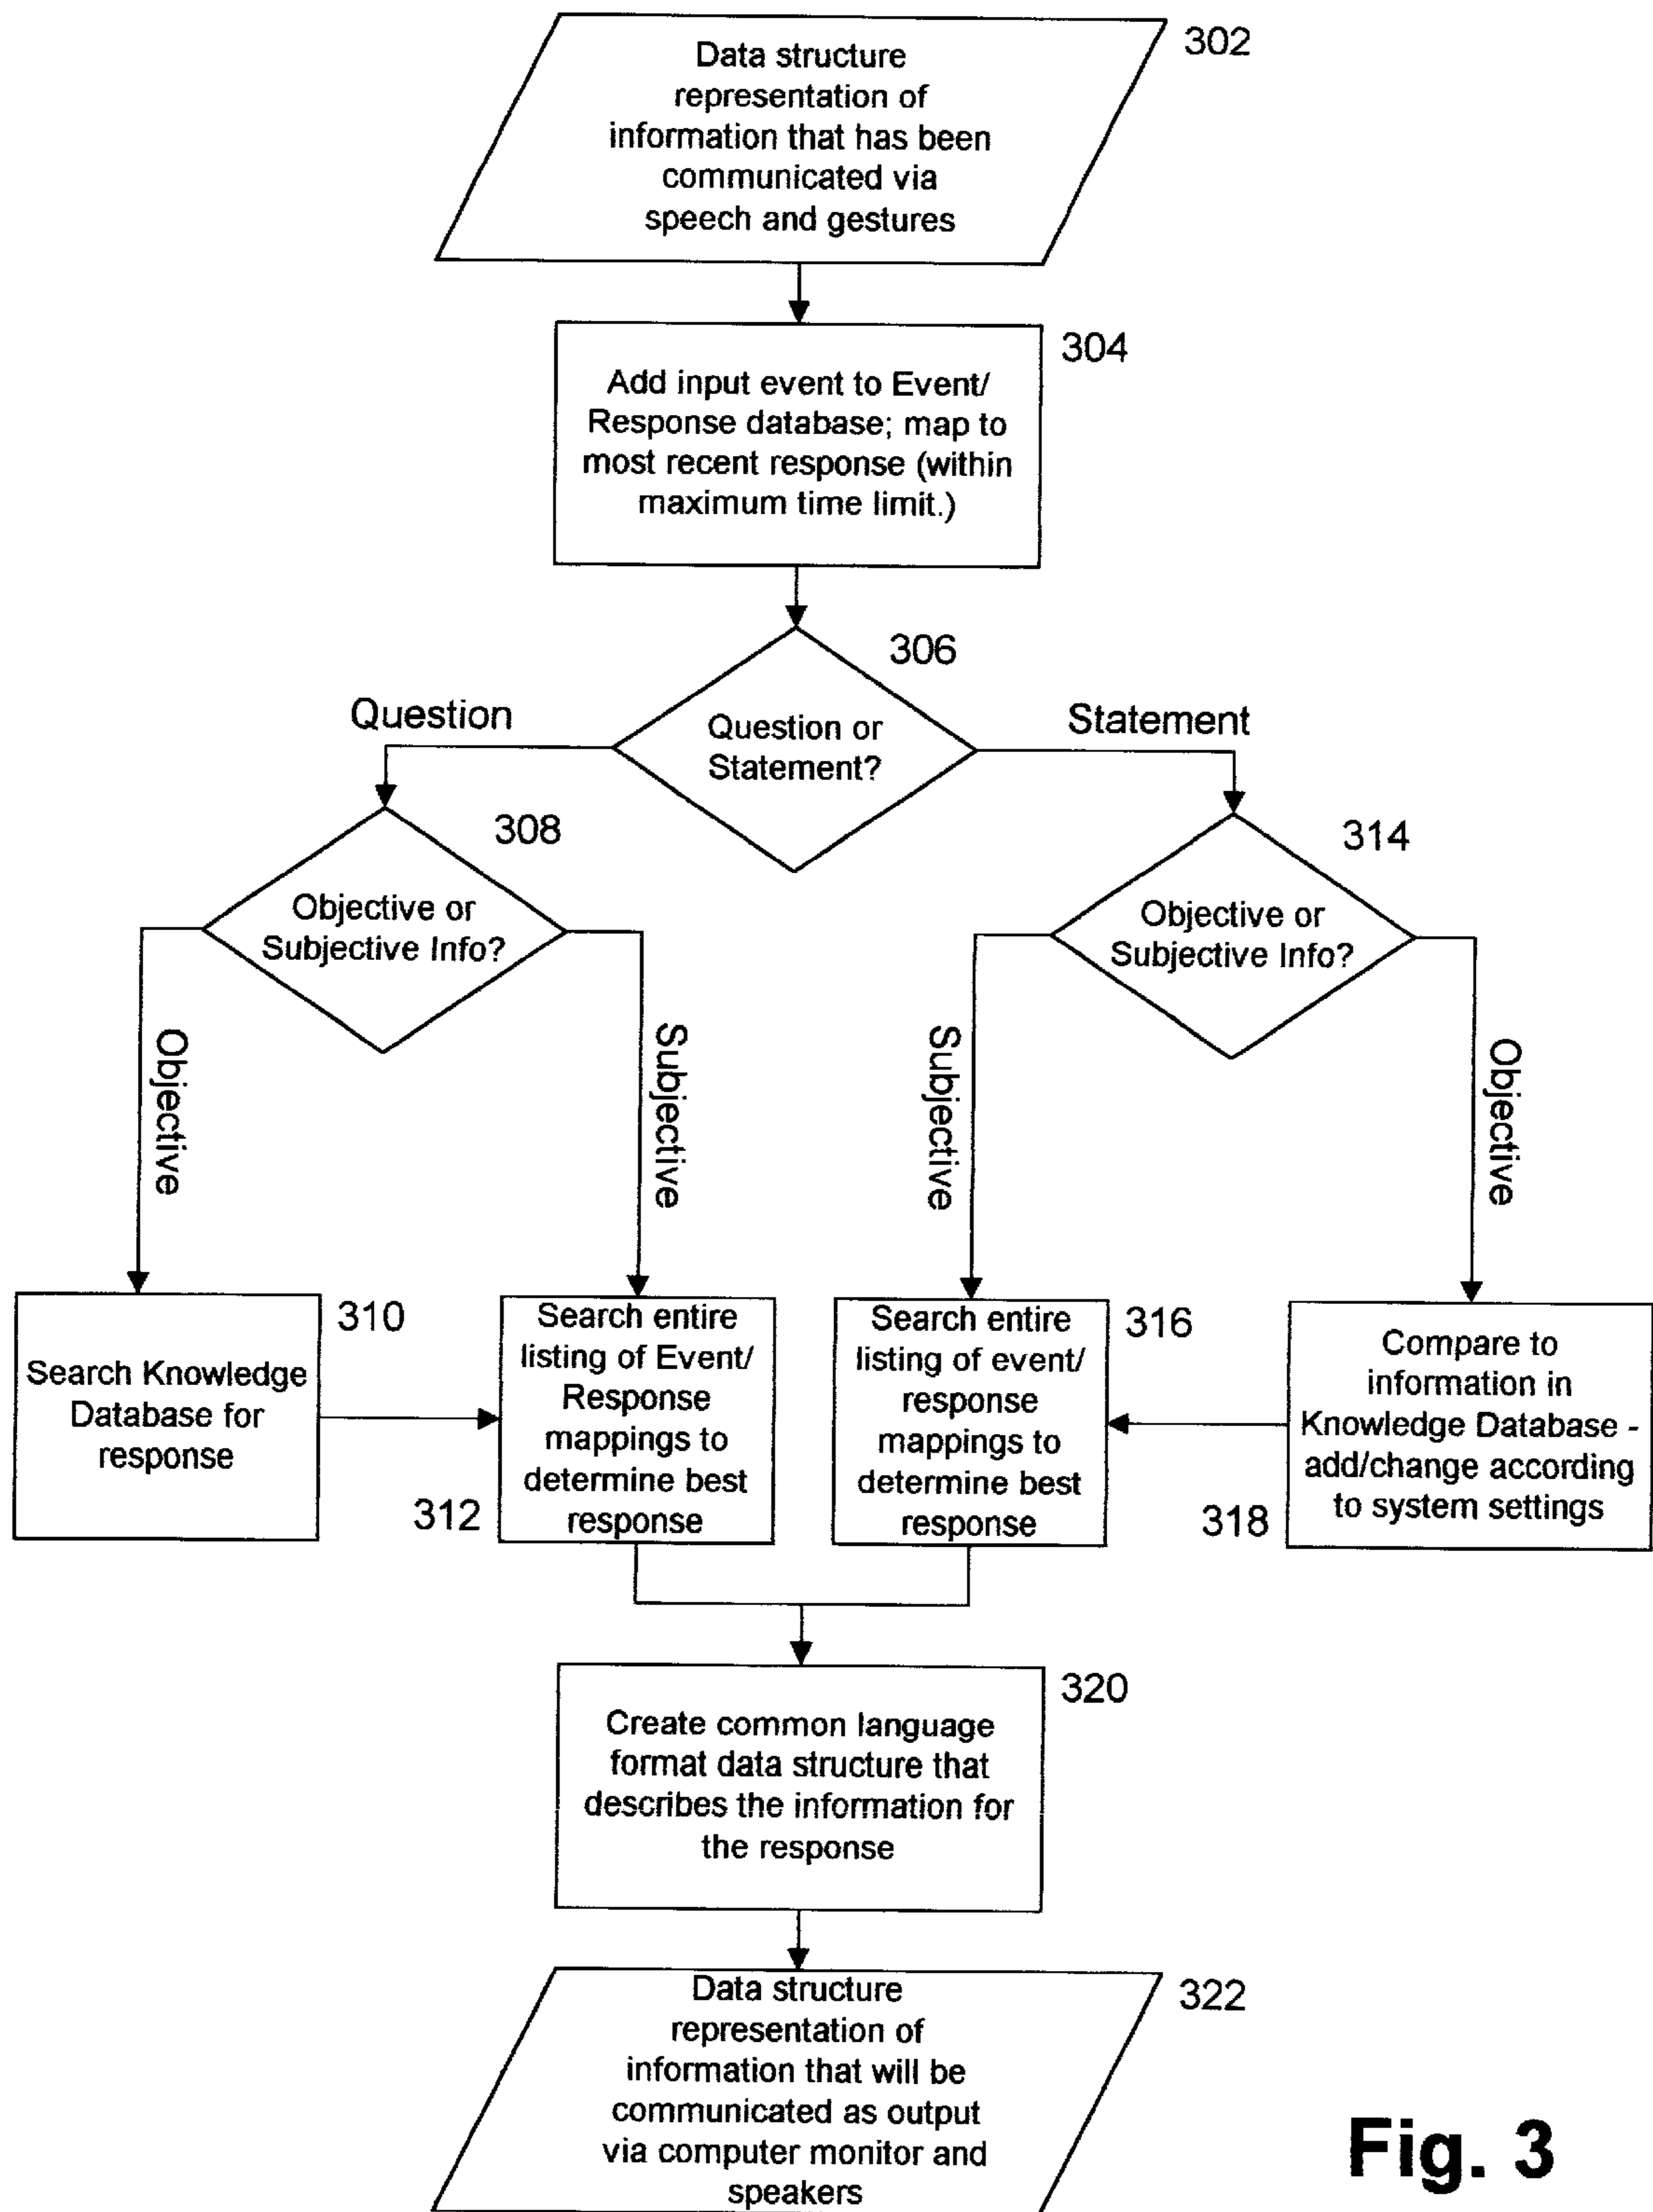 302
Data structure
representation of
information that has been
communicated via
speech and gestures
304
Add input event to Event/
Response database; map to
most recent response (within
maximum time limit.)
306
Question
Question or
Statement?
Statement
308
Objective or
Subjective Info?
314
Objective or
Subjective Info?
Objective
Subjective
Subjective
Objective
310
Search Knowledge
Database for
response
312
Search entire
listing of Event/
Response
mappings to
determine best
response
316
Search entire
listing of event/
response
mappings to
determine best
response
318
Compare to
information in
Knowledge Database -
add/change according
to system settings
320
Create common language
format data structure that
describes the information for
the response
322
Data structure
representation of
information that will be
communicated as output
via computer monitor and
speakers
Fig. 3